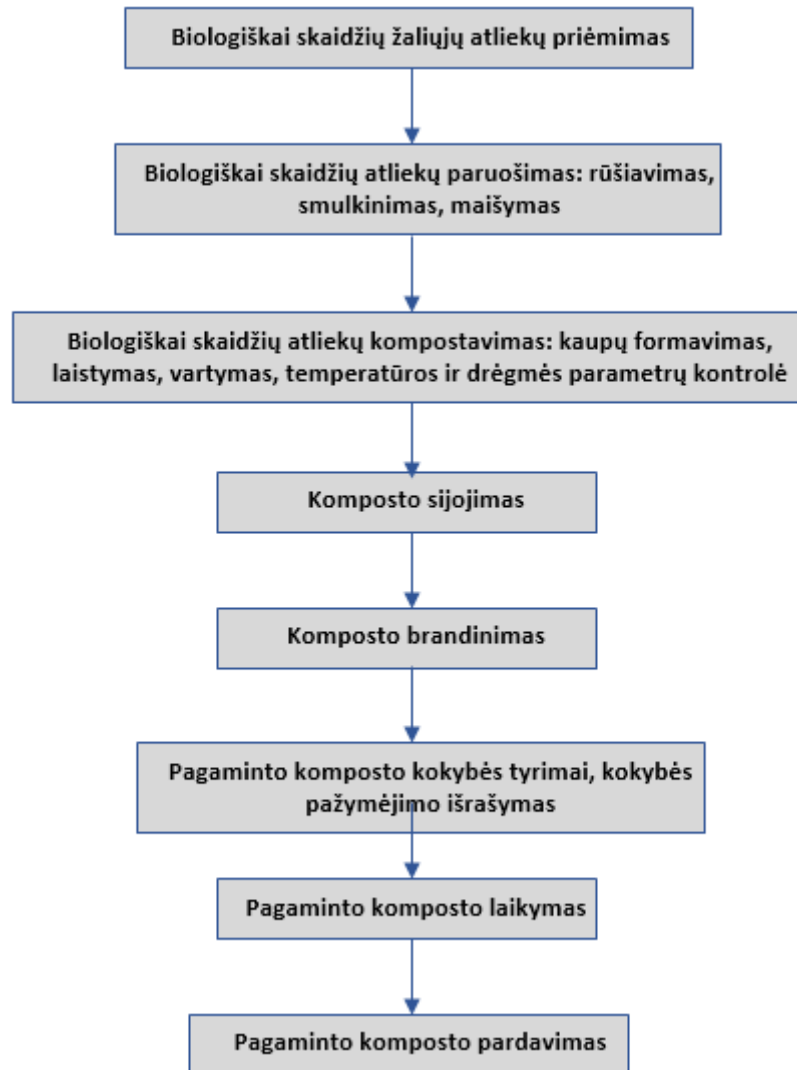 Biologiškai skaidžių žaliųjų atliekų priėmimas
Biologiškai skaidžių atliekų paruošimas: rūšiavimas,
smulkinimas, maišymas
Biologiškai skaidžių atliekų kompostavimas: kaupų formavimas,
laistymas, vartymas, temperatūros ir drėgmės parametrų kontrolė
Komposto sijojimas
Komposto brandinimas
Pagaminto komposto kokybės tyrimai, kokybės
pažymėjimo išrašymas
Pagaminto komposto laikymas
Pagaminto komposto pardavimas